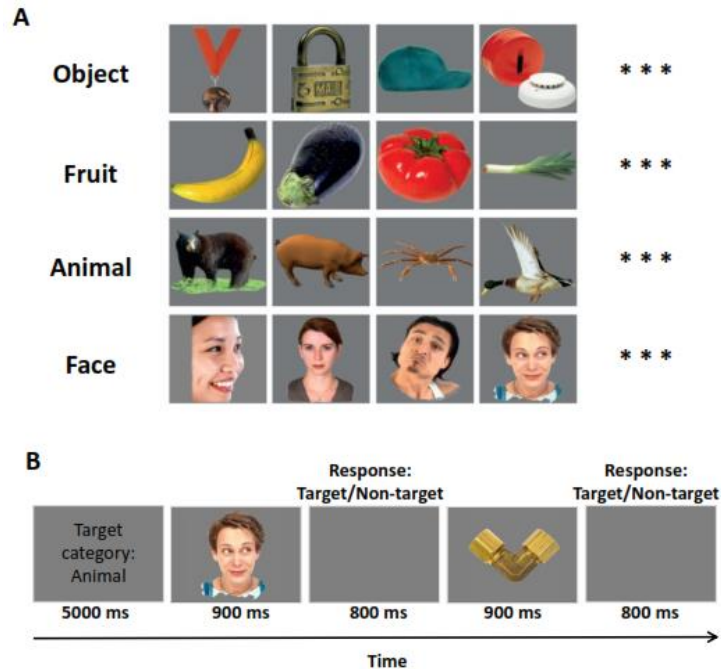 A
Object
* * *
Fruit
* * *
Animal
* * *
Face
* * *
B
Response:
Target/Non-target
Response:
Target/Non-target
Target
category:
Animal
5000 ms
900 ms
800 ms
900 ms
800 ms
Time